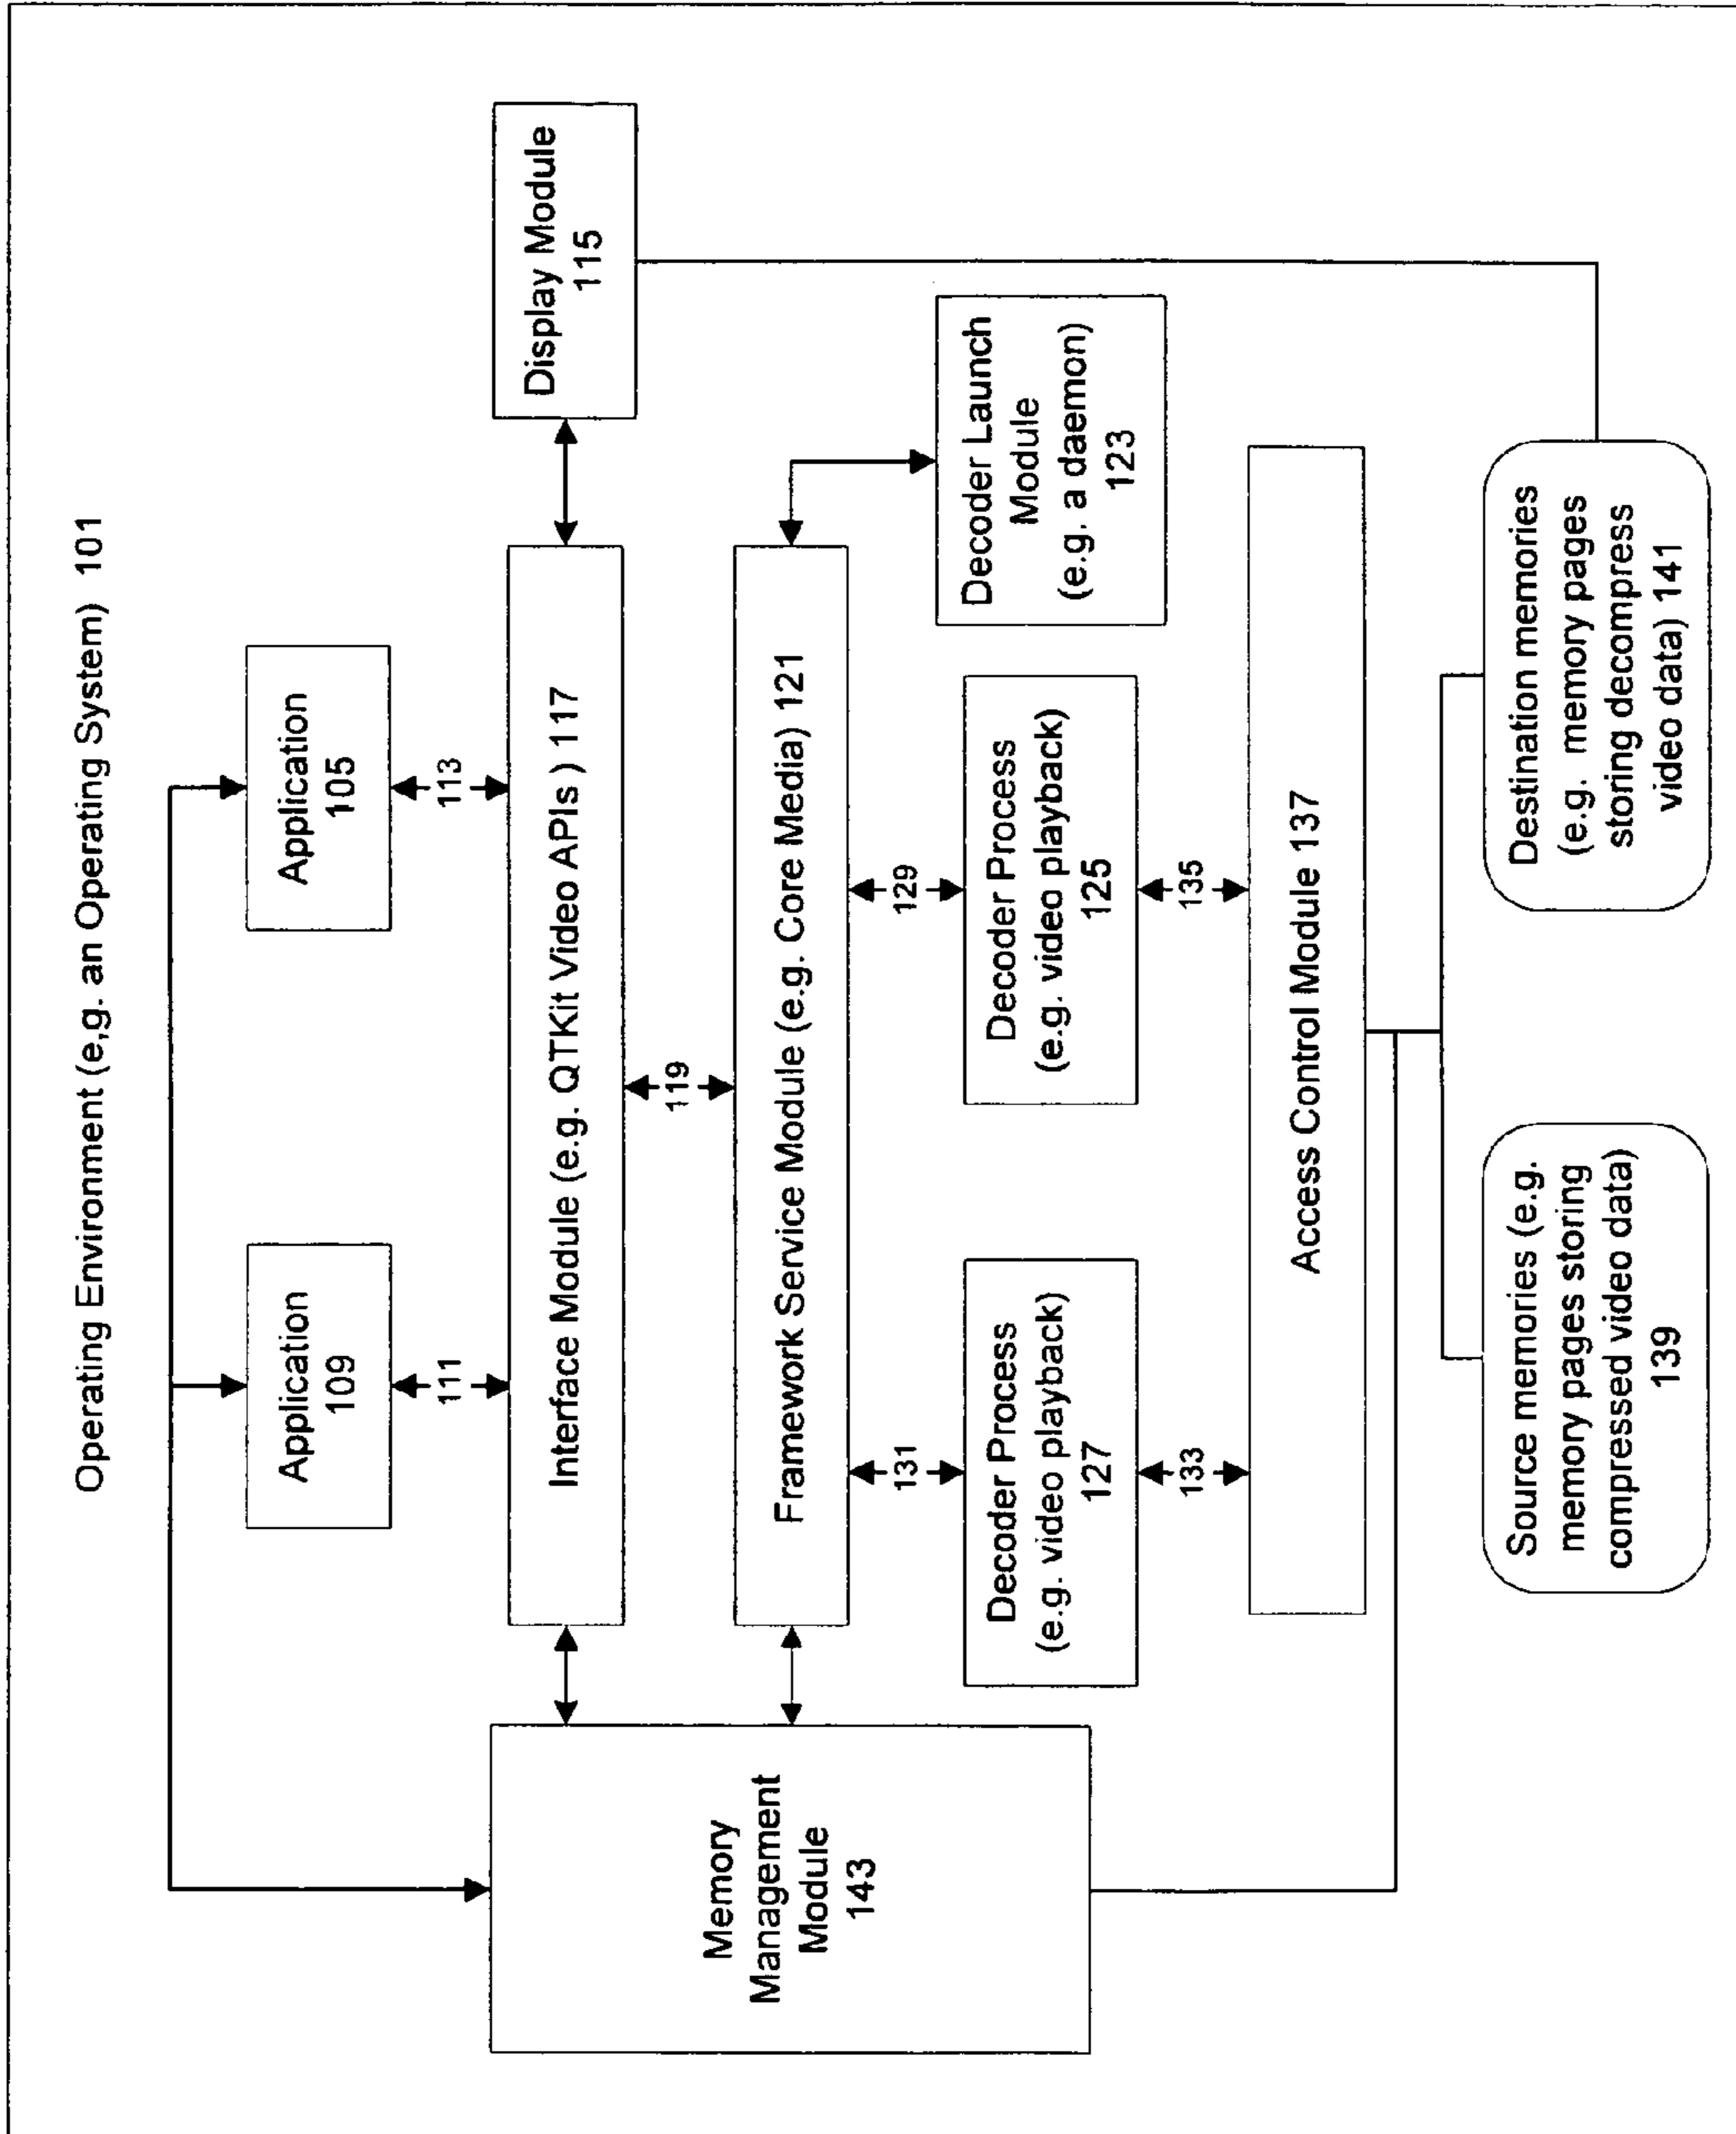 Operating Environment (e,g. an Operating System) 101
Application
109
Application
105
111
113
Interface Module (e.g. QTKit Video APIs ) 117
Display Module
115
119
Memory
Management
Module
143
Framework Service Module (e.g. Core Media) 121
131
129
Decoder Process
(e.g. video playback)
127
Decoder Process
(e.g. video playback)
125
Decoder Launch
Module
(e.g. a daemon)
123
133
135
Access Control Module 137
Source memories (e.g.
memory pages storing
compressed video data)
139
Destination memories
(e.g. memory pages
storing decompress
video data) 141